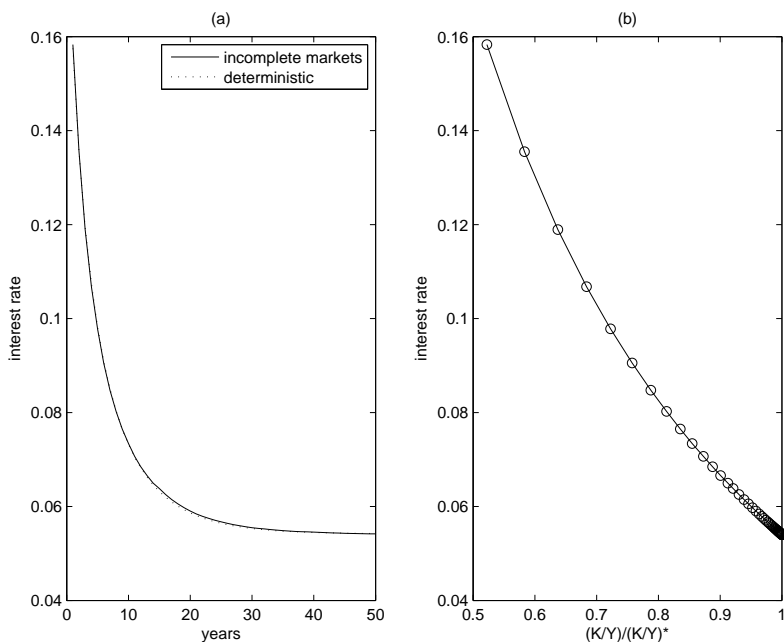 (a)
0.16
0.14
0.12
0.1
0.08
0.06
0.04
interest rate
incomplete markets
deterministic
0 10 20 30 40 50
years
(b)
0.16
0.14
0.12
0.1
0.08
0.06
0.04
interest rate
0.5 0.6 0.7 0.8 0.9 1
(K/Y)/(K/Y)*